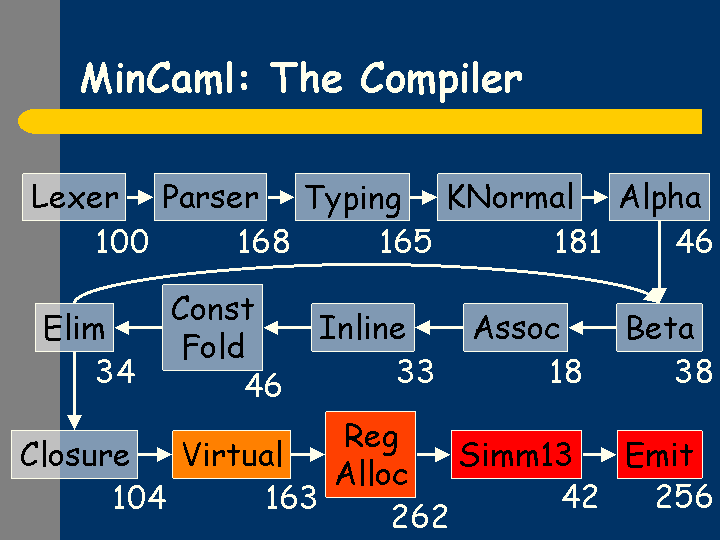 MinCaml: The Compiler
Lexer Parser Typing KNormal Alpha
100 168 165 181 46
Elim Const Fold Inline Assoc Beta
34 46 33 18 38
Closure Virtual Reg Alloc Simm13 Emit
104 163 262 42 256